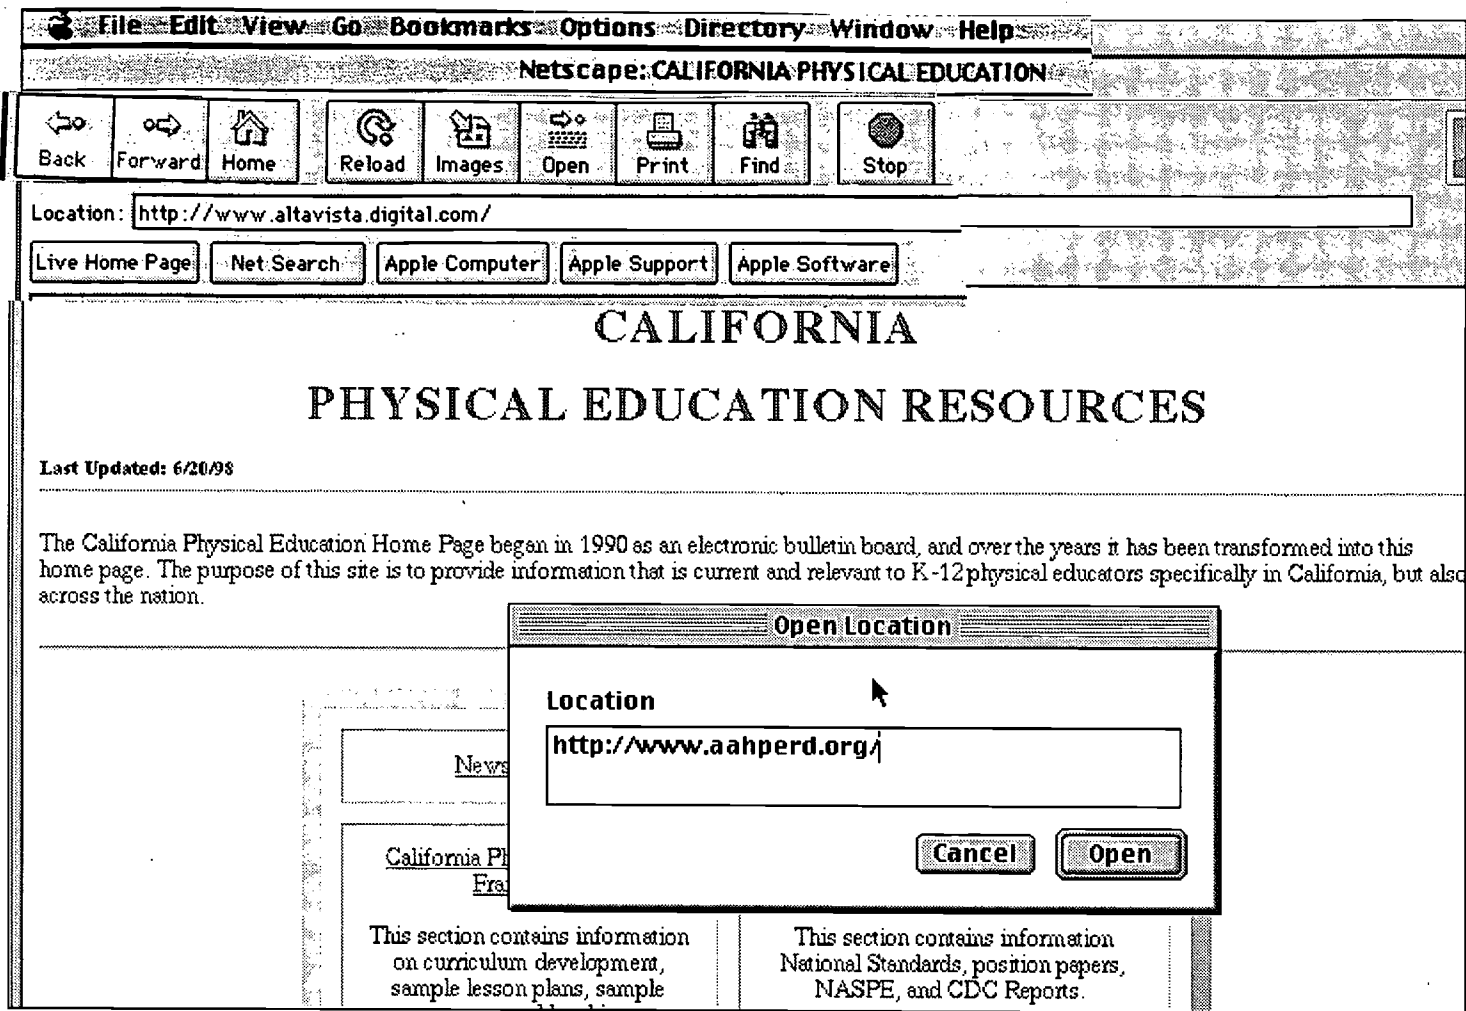 File Edit View Go Bookmarks Options Directory Window Help
Netscape: CALIFORNIA PHYSICAL EDUCATION
Back Forward Home Reload Images Open Print Find Stop
Location: http://www.altavista.digital.com/
Live Home Page Net Search Apple Computer Apple Support Apple Software
CALIFORNIA
PHYSICAL EDUCATION RESOURCES
Last Updated: 6/20/98
The California Physical Education Home Page began in 1990 as an electronic bulletin board, and over the years it has been transformed into this
home page. The purpose of this site is to provide information that is current and relevant to K-12 physical educators specifically in California, but also
across the nation.
Open Location
Location
http://www.aahperd.org/
Cancel Open
News
California Ph
Fra
This section contains information
on curriculum development,
sample lesson plans, sample
This section contains information
National Standards, position papers,
NASPE, and CDC Reports.